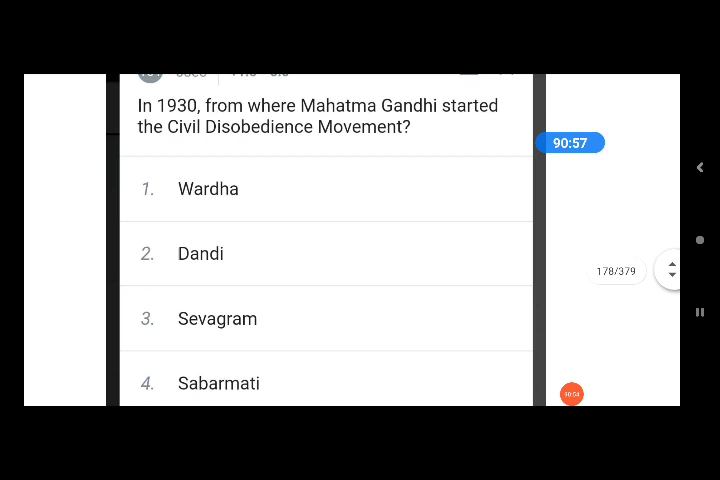 In 1930, from where Mahatma Gandhi started
the Civil Disobedience Movement?
90:57
1. Wardha
2. Dandi
178/379
3. Sevagram
4. Sabarmati